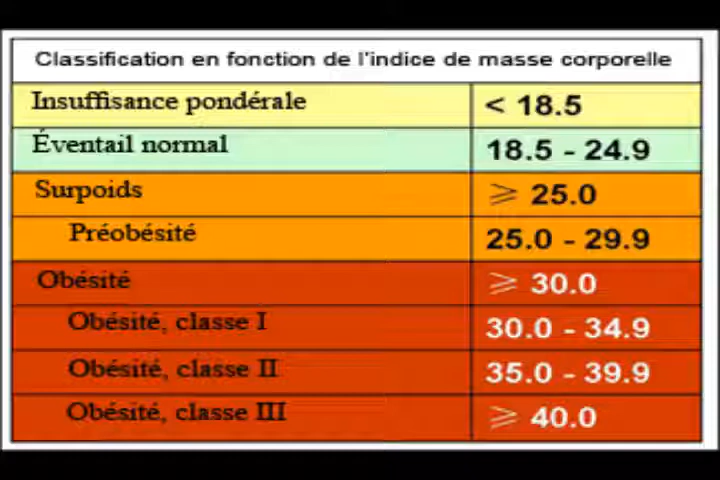 Classification en fonction de l'indice de masse corporelle
Insuffisance pondérale < 18.5
Éventail normal 18.5 - 24.9
Surpoids ⩾ 25.0
Préobésité 25.0 - 29.9
Obésité ⩾ 30.0
Obésité, classe I 30.0 - 34.9
Obésité, classe II 35.0 - 39.9
Obésité, classe III ⩾ 40.0